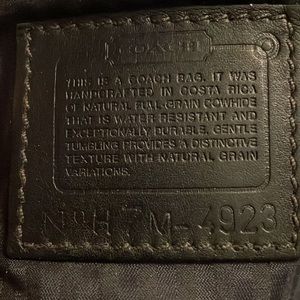 COACH
THIS IS A COACH BAG. IT WAS
HANDCRAFTED IN COSTA RICA
OF NATURAL FULL GRAIN COWHIDE
THAT IS WATER RESISTANT AND
EXCEPTIONALLY DURABLE. GENTLE
TUMBLING PROVIDES A DISTINCTIVE
TEXTURE WITH NATURAL GRAIN
VARIATIONS.
Nº H7M-4923